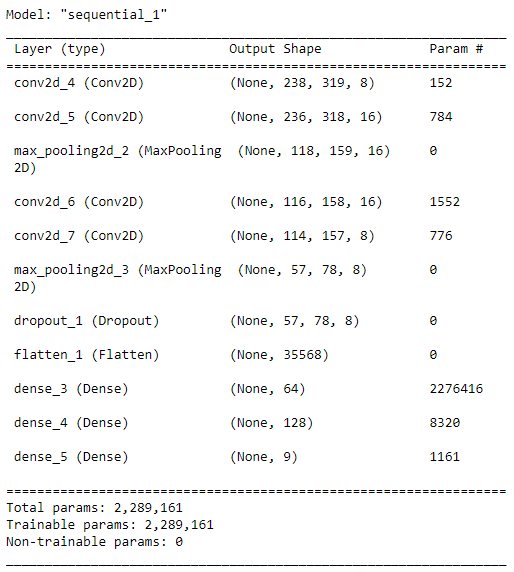 Model: "sequential_1"
_________________________________________________________________
Layer (type) Output Shape Param #
=================================================================
conv2d_4 (Conv2D) (None, 238, 319, 8) 152
conv2d_5 (Conv2D) (None, 236, 318, 16) 784
max_pooling2d_2 (MaxPooling (None, 118, 159, 16) 0
2D)
conv2d_6 (Conv2D) (None, 116, 158, 16) 1552
conv2d_7 (Conv2D) (None, 114, 157, 8) 776
max_pooling2d_3 (MaxPooling (None, 57, 78, 8) 0
2D)
dropout_1 (Dropout) (None, 57, 78, 8) 0
flatten_1 (Flatten) (None, 35568) 0
dense_3 (Dense) (None, 64) 2276416
dense_4 (Dense) (None, 128) 8320
dense_5 (Dense) (None, 9) 1161
=================================================================
Total params: 2,289,161
Trainable params: 2,289,161
Non-trainable params: 0
_________________________________________________________________